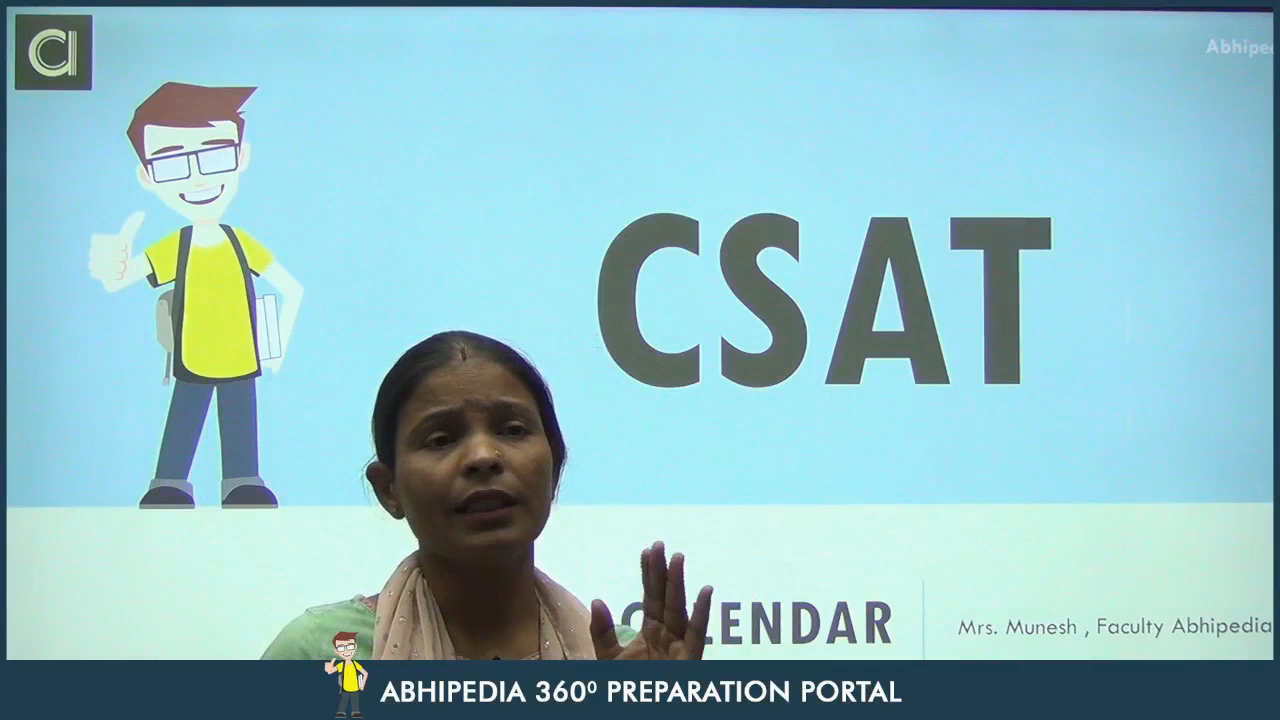 Abhipe
CSAT
LENDAR
Mrs. Munesh , Faculty Abhipedia
ABHIPEDIA 360⁰ PREPARATION PORTAL